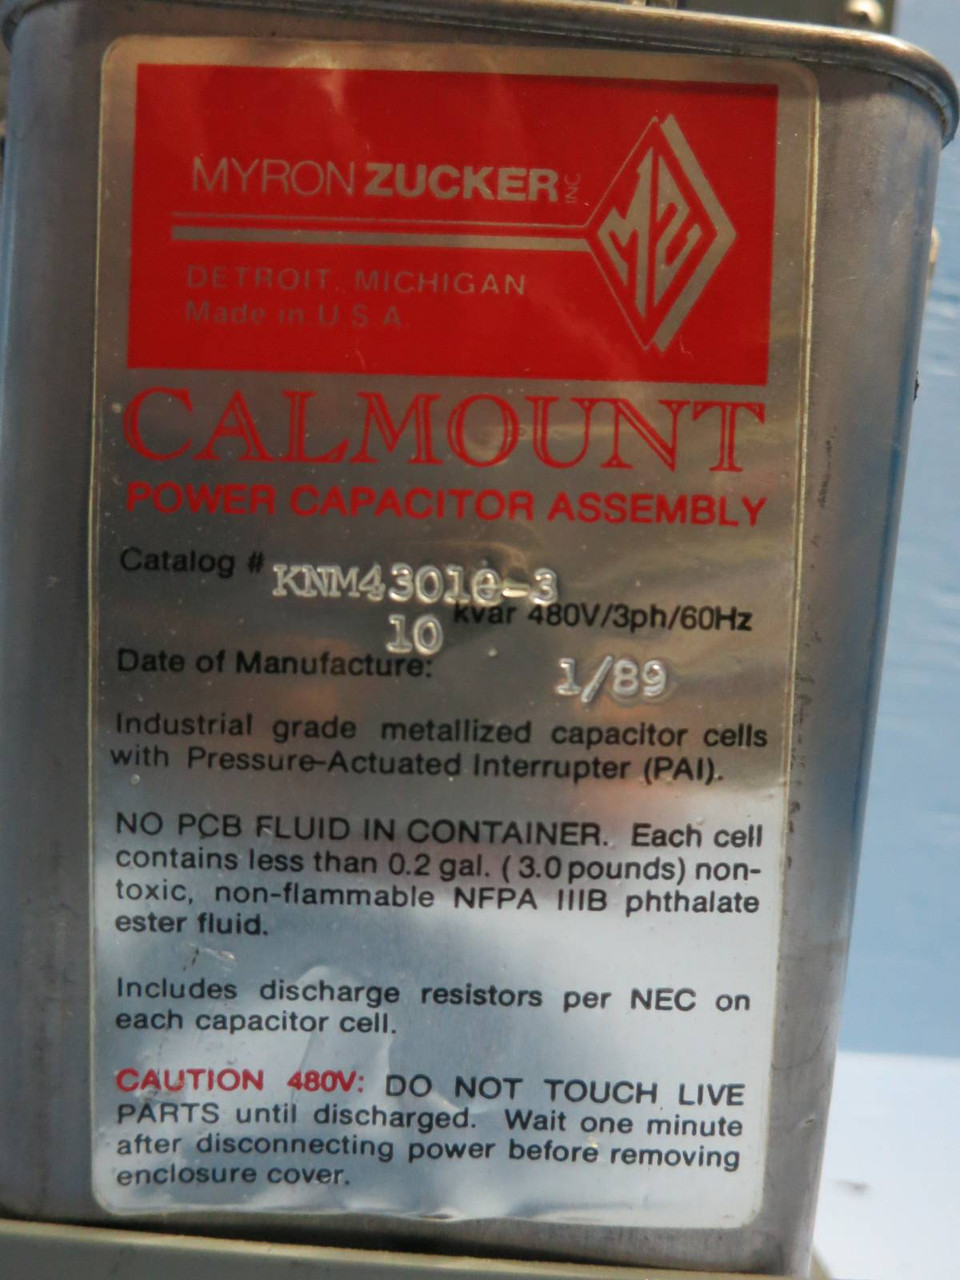 MYRON ZUCKER INC
DETROIT, MICHIGAN
Made in U.S.A.
MZ
CALMOUNT
POWER CAPACITOR ASSEMBLY
Catalog # KNM43010-3
10 kvar 480V/3ph/60Hz
Date of Manufacture: 1/89
Industrial grade metallized capacitor cells
with Pressure-Actuated Interrupter (PAI).
NO PCB FLUID IN CONTAINER. Each cell
contains less than 0.2 gal. (3.0 pounds) non-
toxic, non-flammable NFPA IIIB phthalate
ester fluid.
Includes discharge resistors per NEC on
each capacitor cell.
CAUTION 480V: DO NOT TOUCH LIVE
PARTS until discharged. Wait one minute
after disconnecting power before removing
enclosure cover.